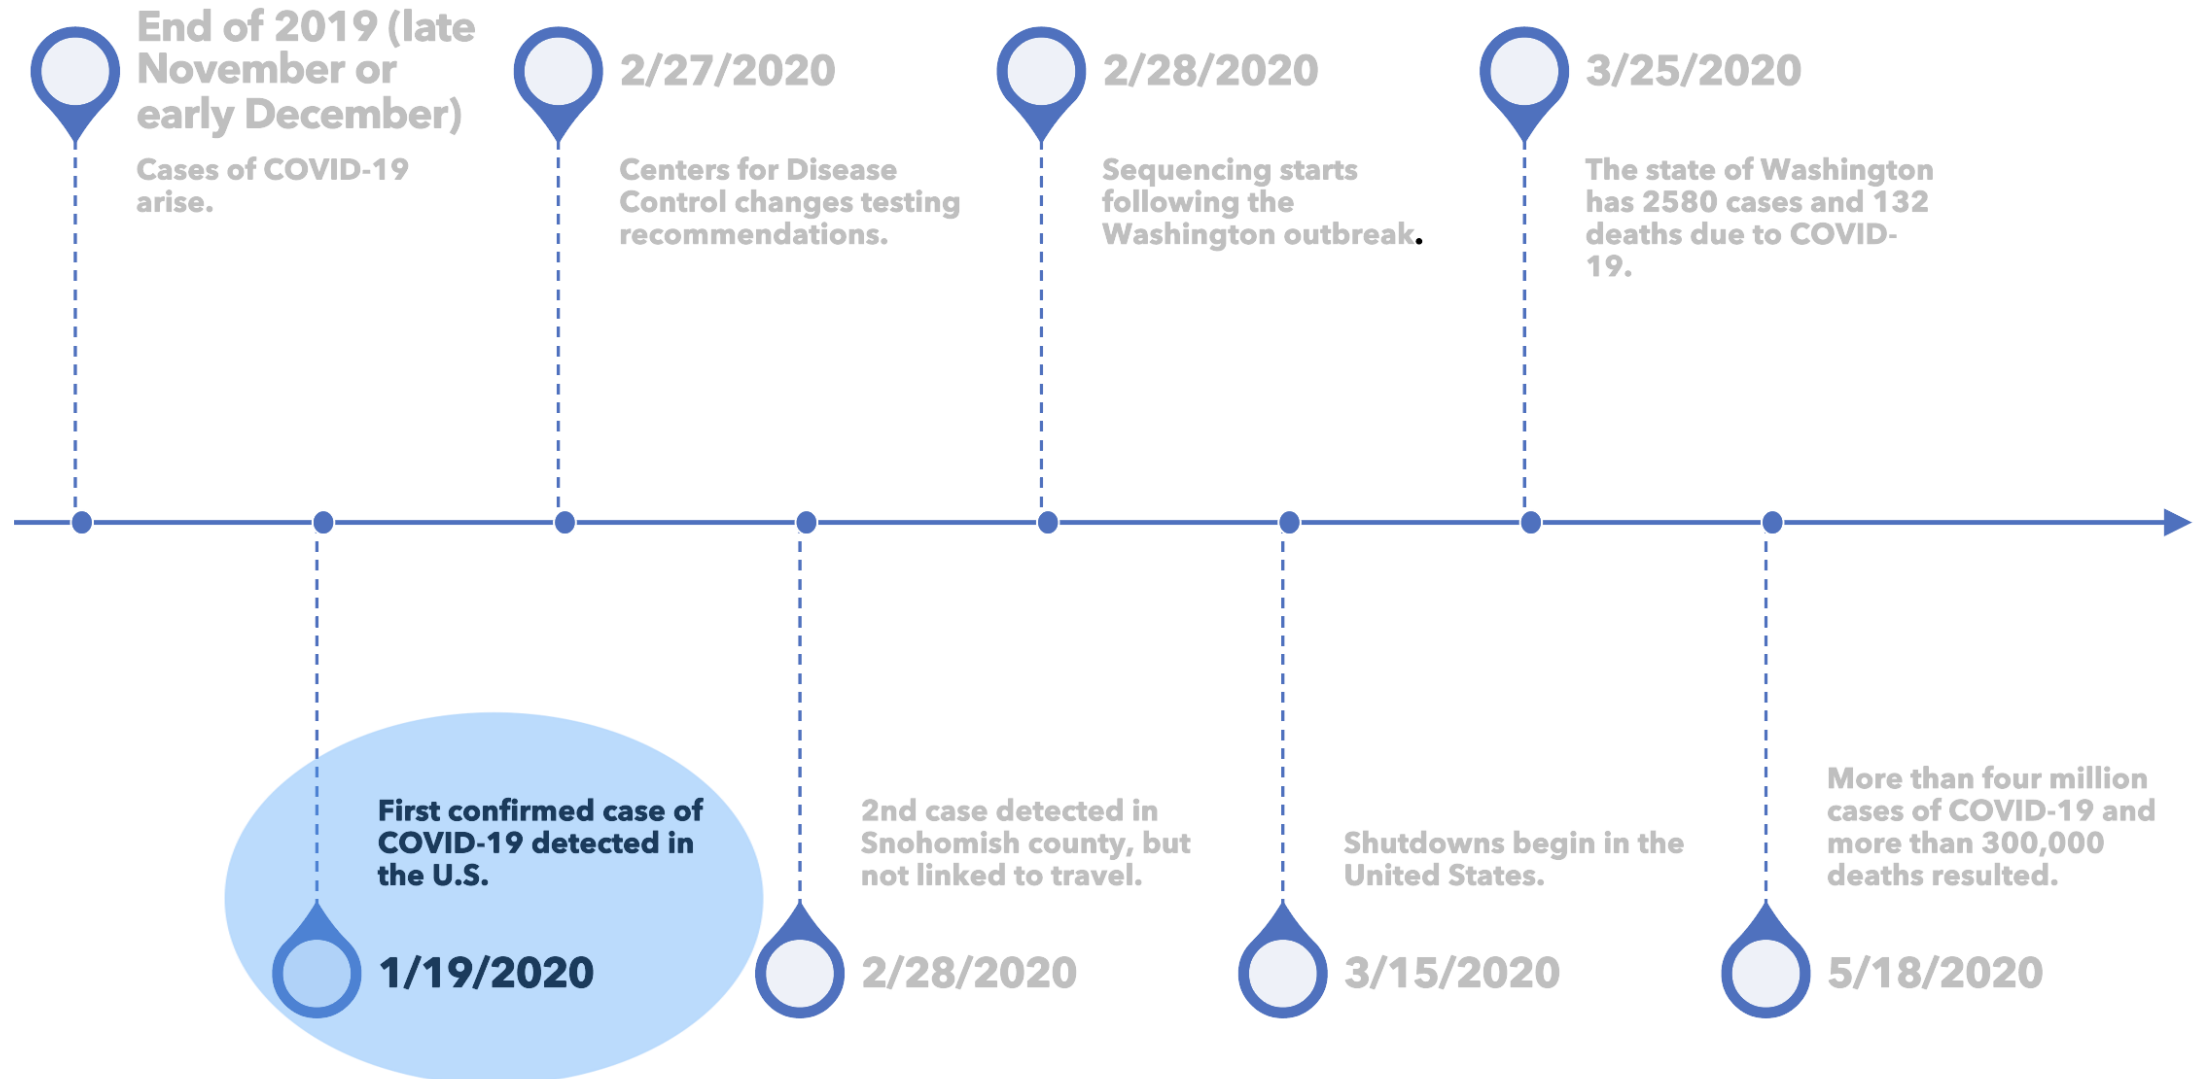 End of 2019 (late
November or
early December)
Cases of COVID-19
arise.
2/27/2020
Centers for Disease
Control changes testing
recommendations.
2/28/2020
Sequencing starts
following the
Washington outbreak.
3/25/2020
The state of Washington
has 2580 cases and 132
deaths due to COVID-
19.
First confirmed case of
COVID-19 detected in
the U.S.
1/19/2020
2nd case detected in
Snohomish county, but
not linked to travel.
2/28/2020
Shutdowns begin in the
United States.
3/15/2020
More than four million
cases of COVID-19 and
more than 300,000
deaths resulted.
5/18/2020